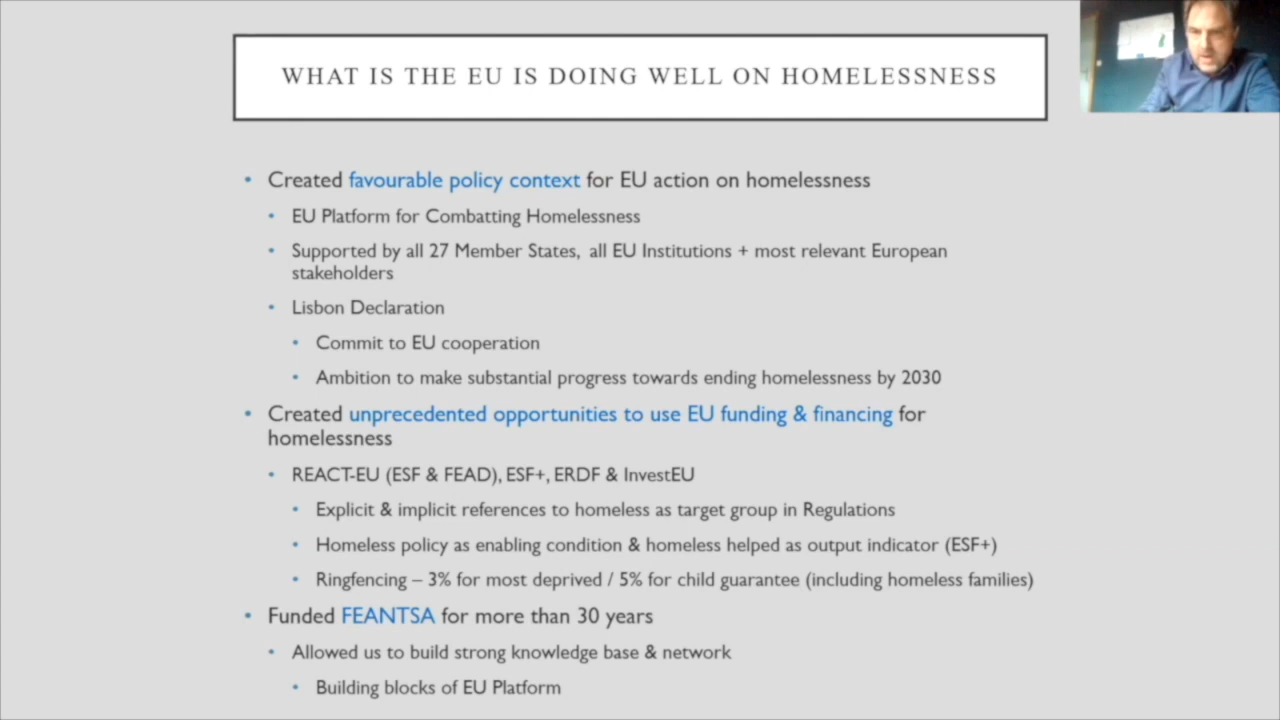 WHAT IS THE EU IS DOING WELL ON HOMELESSNESS
• Created favourable policy context for EU action on homelessness
• EU Platform for Combatting Homelessness
• Supported by all 27 Member States, all EU Institutions + most relevant European
stakeholders
• Lisbon Declaration
• Commit to EU cooperation
• Ambition to make substantial progress towards ending homelessness by 2030
• Created unprecedented opportunities to use EU funding & financing for
homelessness
• REACT-EU (ESF & FEAD), ESF+, ERDF & InvestEU
• Explicit & implicit references to homeless as target group in Regulations
• Homeless policy as enabling condition & homeless helped as output indicator (ESF+)
• Ringfencing – 3% for most deprived / 5% for child guarantee (including homeless families)
• Funded FEANTSA for more than 30 years
• Allowed us to build strong knowledge base & network
• Building blocks of EU Platform